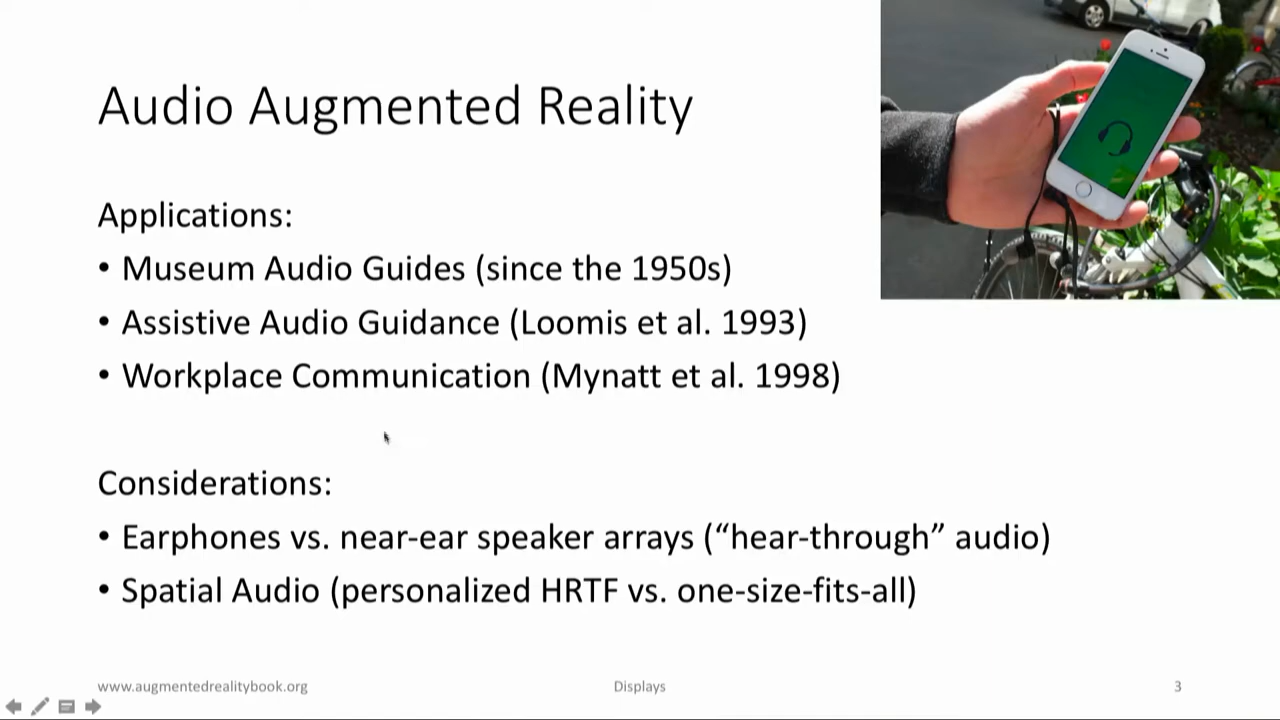 Audio Augmented Reality
Applications:
• Museum Audio Guides (since the 1950s)
• Assistive Audio Guidance (Loomis et al. 1993)
• Workplace Communication (Mynatt et al. 1998)
Considerations:
• Earphones vs. near-ear speaker arrays (“hear-through” audio)
• Spatial Audio (personalized HRTF vs. one-size-fits-all)
www.augmentedrealitybook.org
Displays
3